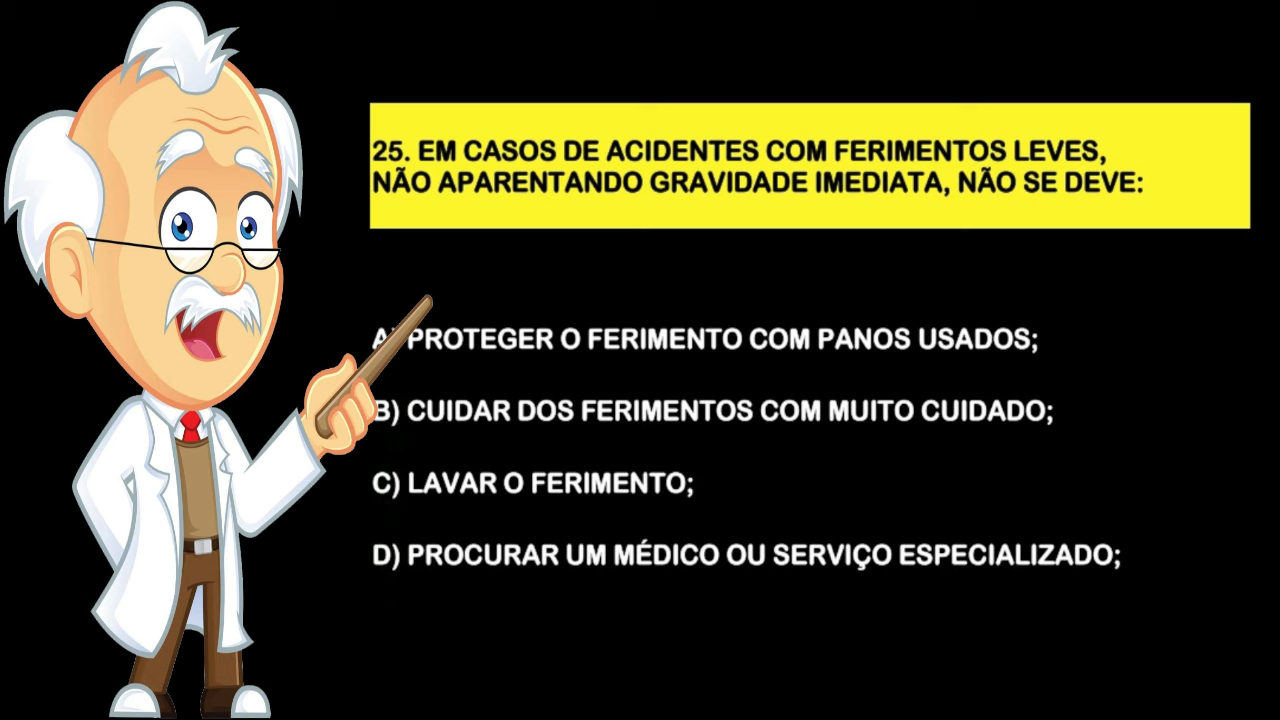 25. EM CASOS DE ACIDENTES COM FERIMENTOS LEVES,
NÃO APARENTANDO GRAVIDADE IMEDIATA, NÃO SE DEVE:
A) PROTEGER O FERIMENTO COM PANOS USADOS;
B) CUIDAR DOS FERIMENTOS COM MUITO CUIDADO;
C) LAVAR O FERIMENTO;
D) PROCURAR UM MÉDICO OU SERVIÇO ESPECIALIZADO;